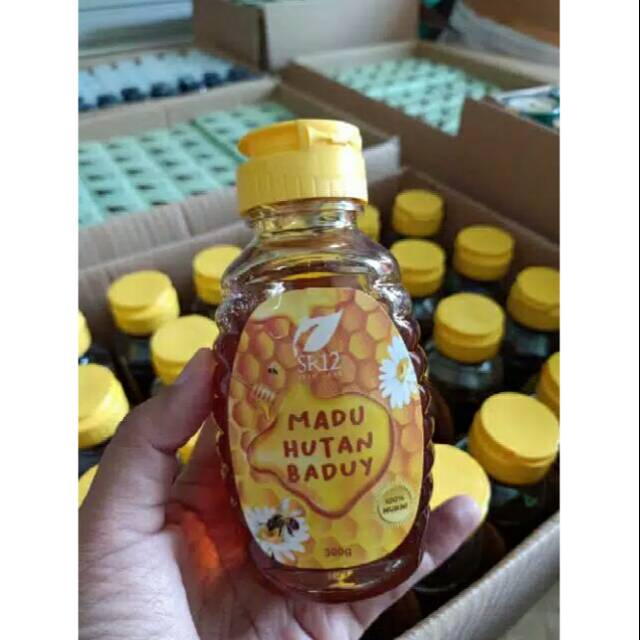 SR12
MADU
HUTAN
BADUY
100%
MURNI
300g